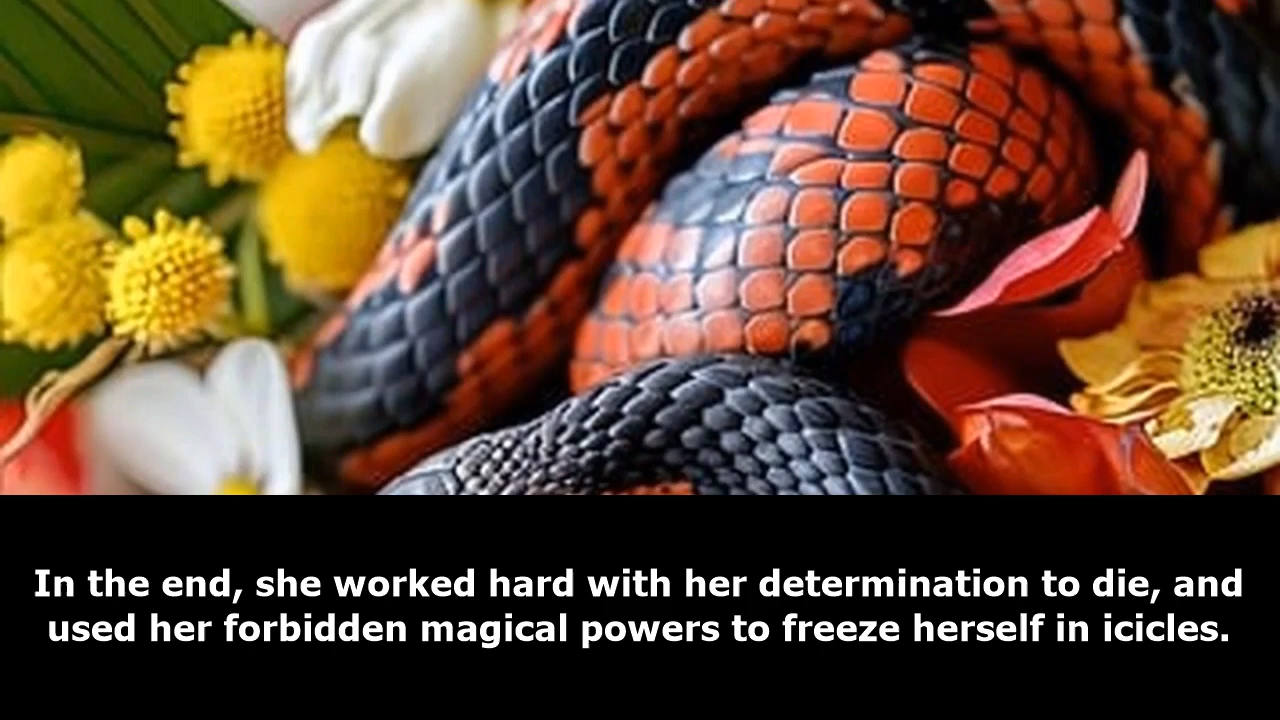 In the end, she worked hard with her determination to die, and
used her forbidden magical powers to freeze herself in icicles.